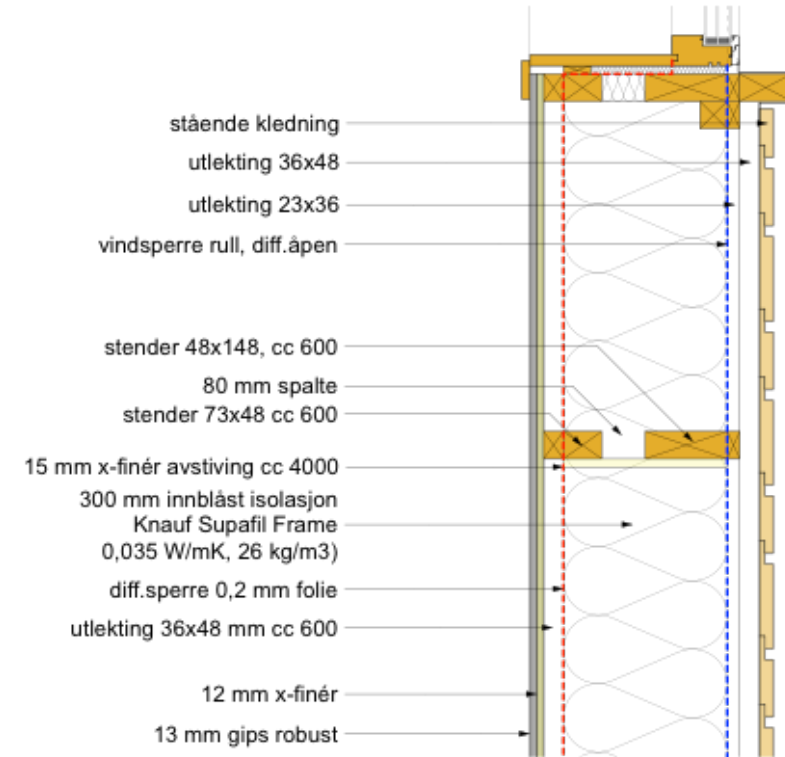 stående kledning
utlekting 36x48
utlekting 23x36
vindsperre rull, diff.åpen
stender 48x148, cc 600
80 mm spalte
stender 73x48 cc 600
15 mm x-finér avstiving cc 4000
300 mm innblåst isolasjon
Knauf Supafil Frame
0,035 W/mK, 26 kg/m3)
diff.sperre 0,2 mm folie
utlekting 36x48 mm cc 600
12 mm x-finér
13 mm gips robust